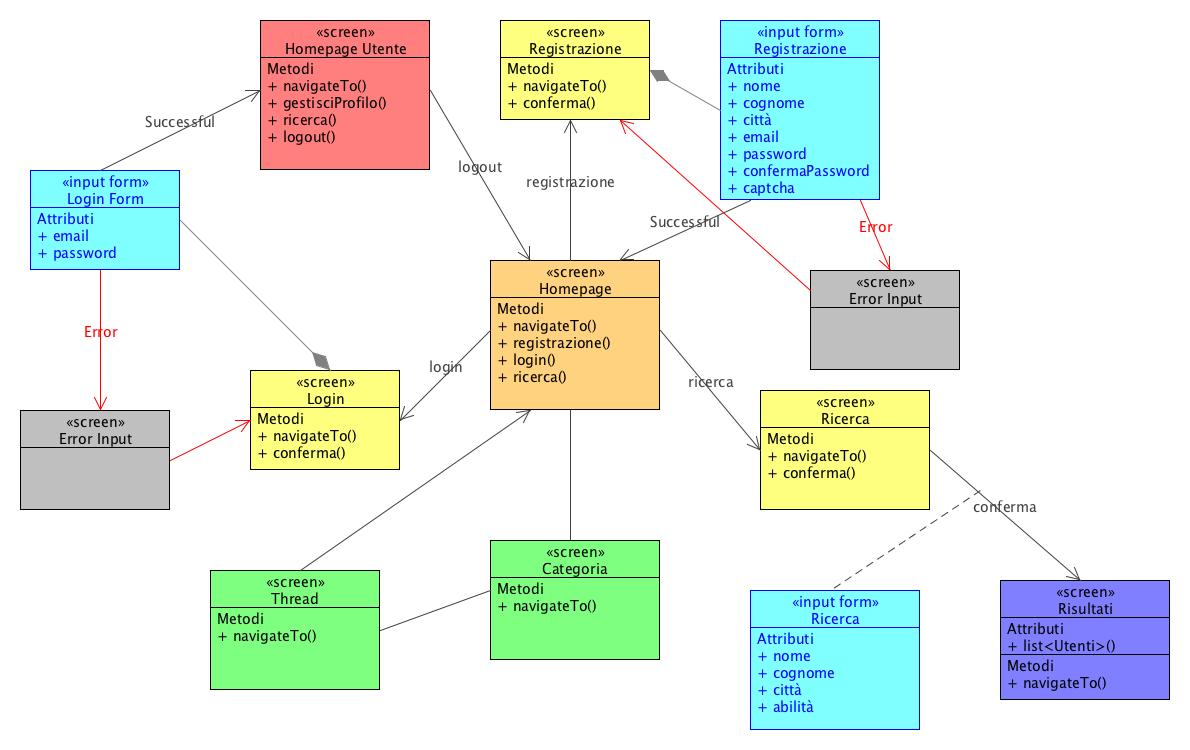 «screen»
Homepage Utente
Metodi
+ navigateTo()
+ gestisciProfilo()
+ ricerca()
+ logout()
«screen»
Registrazione
Metodi
+ navigateTo()
+ conferma()
«input form»
Registrazione
Attributi
+ nome
+ cognome
+ città
+ email
+ password
+ confermaPassword
+ captcha
Successful
logout
registrazione
Successful
Error
«input form»
Login Form
Attributi
+ email
+ password
«screen»
Homepage
Metodi
+ navigateTo()
+ registrazione()
+ login()
+ ricerca()
«screen»
Error Input
Error
login
ricerca
«screen»
Login
Metodi
+ navigateTo()
+ conferma()
«screen»
Error Input
«screen»
Ricerca
Metodi
+ navigateTo()
+ conferma()
conferma
«screen»
Thread
Metodi
+ navigateTo()
«screen»
Categoria
Metodi
+ navigateTo()
«input form»
Ricerca
Attributi
+ nome
+ cognome
+ città
+ abilità
«screen»
Risultati
Attributi
+ list<Utenti>()
Metodi
+ navigateTo()